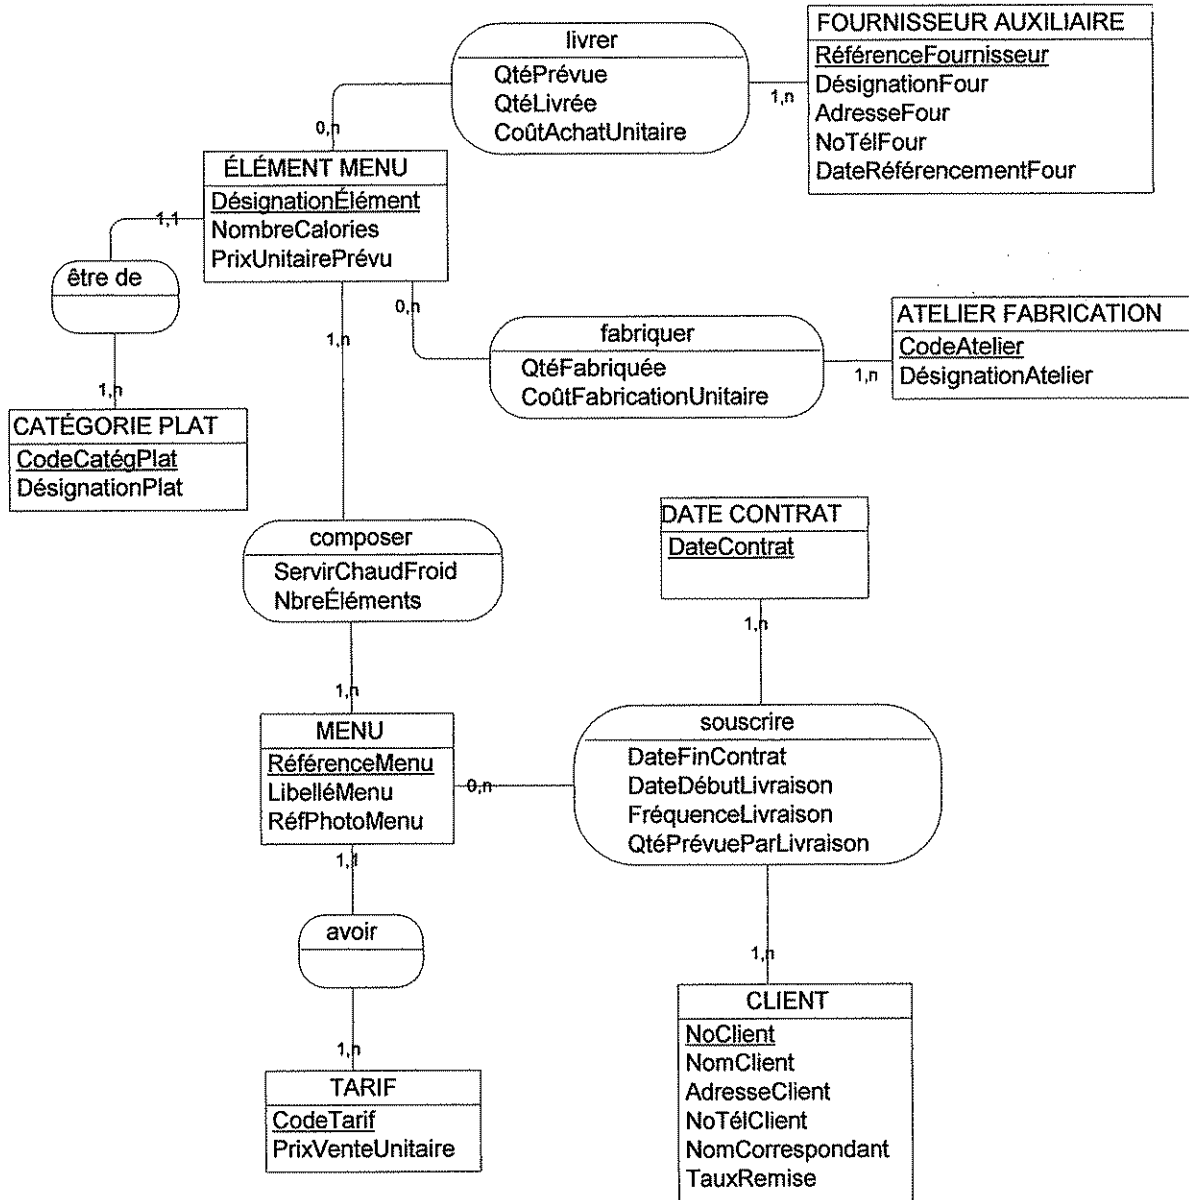 livrer
QtéPrévue
QtéLivrée
CoûtAchatUnitaire
FOURNISSEUR AUXILIAIRE
RéférenceFournisseur
DésignationFour
AdresseFour
NoTélFour
DateRéférencementFour
1,n
0,n
ÉLÉMENT MENU
DésignationÉlément
NombreCalories
PrixUnitairePrévu
1,1
être de
1,n
CATÉGORIE PLAT
CodeCatégPlat
DésignationPlat
0,n
fabriquer
QtéFabriquée
CoûtFabricationUnitaire
1,n
ATELIER FABRICATION
CodeAtelier
DésignationAtelier
1,n
composer
ServirChaudFroid
NbreÉléments
1,n
DATE CONTRAT
DateContrat
1,n
MENU
RéférenceMenu
LibelléMenu
RéfPhotoMenu
0,n
souscrire
DateFinContrat
DateDébutLivraison
FréquenceLivraison
QtéPrévueParLivraison
1,1
avoir
1,n
TARIF
CodeTarif
PrixVenteUnitaire
1,n
CLIENT
NoClient
NomClient
AdresseClient
NoTélClient
NomCorrespondant
TauxRemise